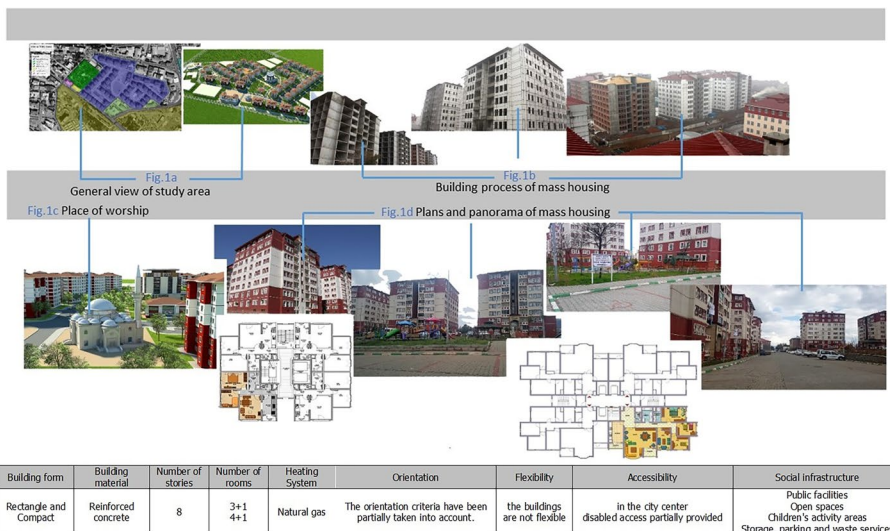 Fig.1a
General view of study area
Fig.1b
Building process of mass housing
Fig.1c Place of worship
Fig.1d Plans and panorama of mass housing
Building form
Building material
Number of stories
Number of rooms
Heating System
Orientation
Flexibility
Accessibility
Social infrastructure
Rectangle and Compact
Reinforced concrete
8
3+1
4+1
Natural gas
The orientation criteria have been
partially taken into account.
the buildings
are not flexible
in the city center
disabled access partially provided
Public facilities
Open spaces
Children's activity areas
Storage, parking and waste service